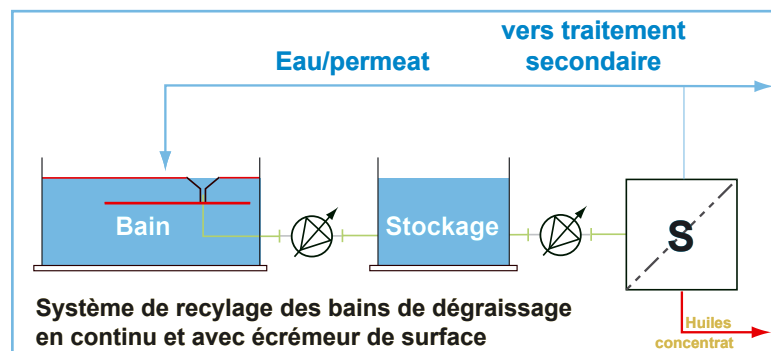 vers traitement
secondaire
Eau/permeat
Bain
Stockage
S
Système de recylage des bains de dégraissage
en continu et avec écrémeur de surface
Huiles
concentrat